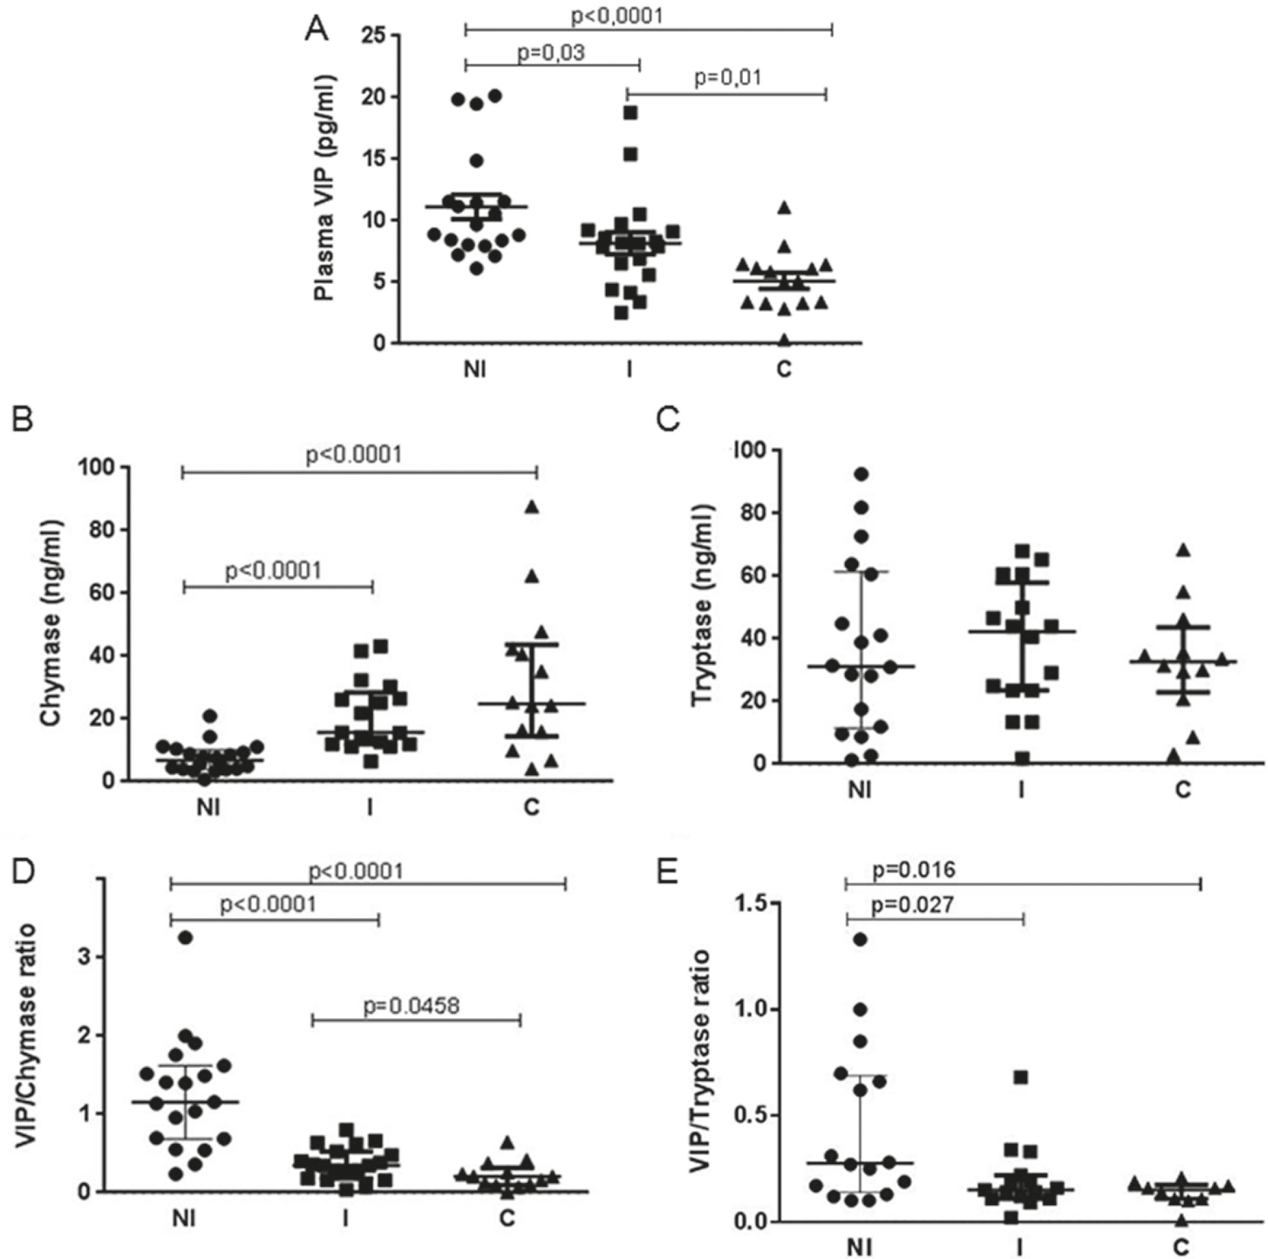 A
p<0,0001
p=0,03
p=0,01
Plasma VIP (pg/ml)
25
20
15
10
5
0
NI I C
B
p<0.0001
p<0.0001
Chymase (ng/ml)
100
80
60
40
20
0
NI I C
C
Tryptase (ng/ml)
100
80
60
40
20
0
NI I C
D
p<0.0001
p<0.0001
p=0.0458
VIP/Chymase ratio
3
2
1
0
NI I C
E
p=0.016
p=0.027
VIP/Tryptase ratio
1.5
1.0
0.5
0.0
NI I C